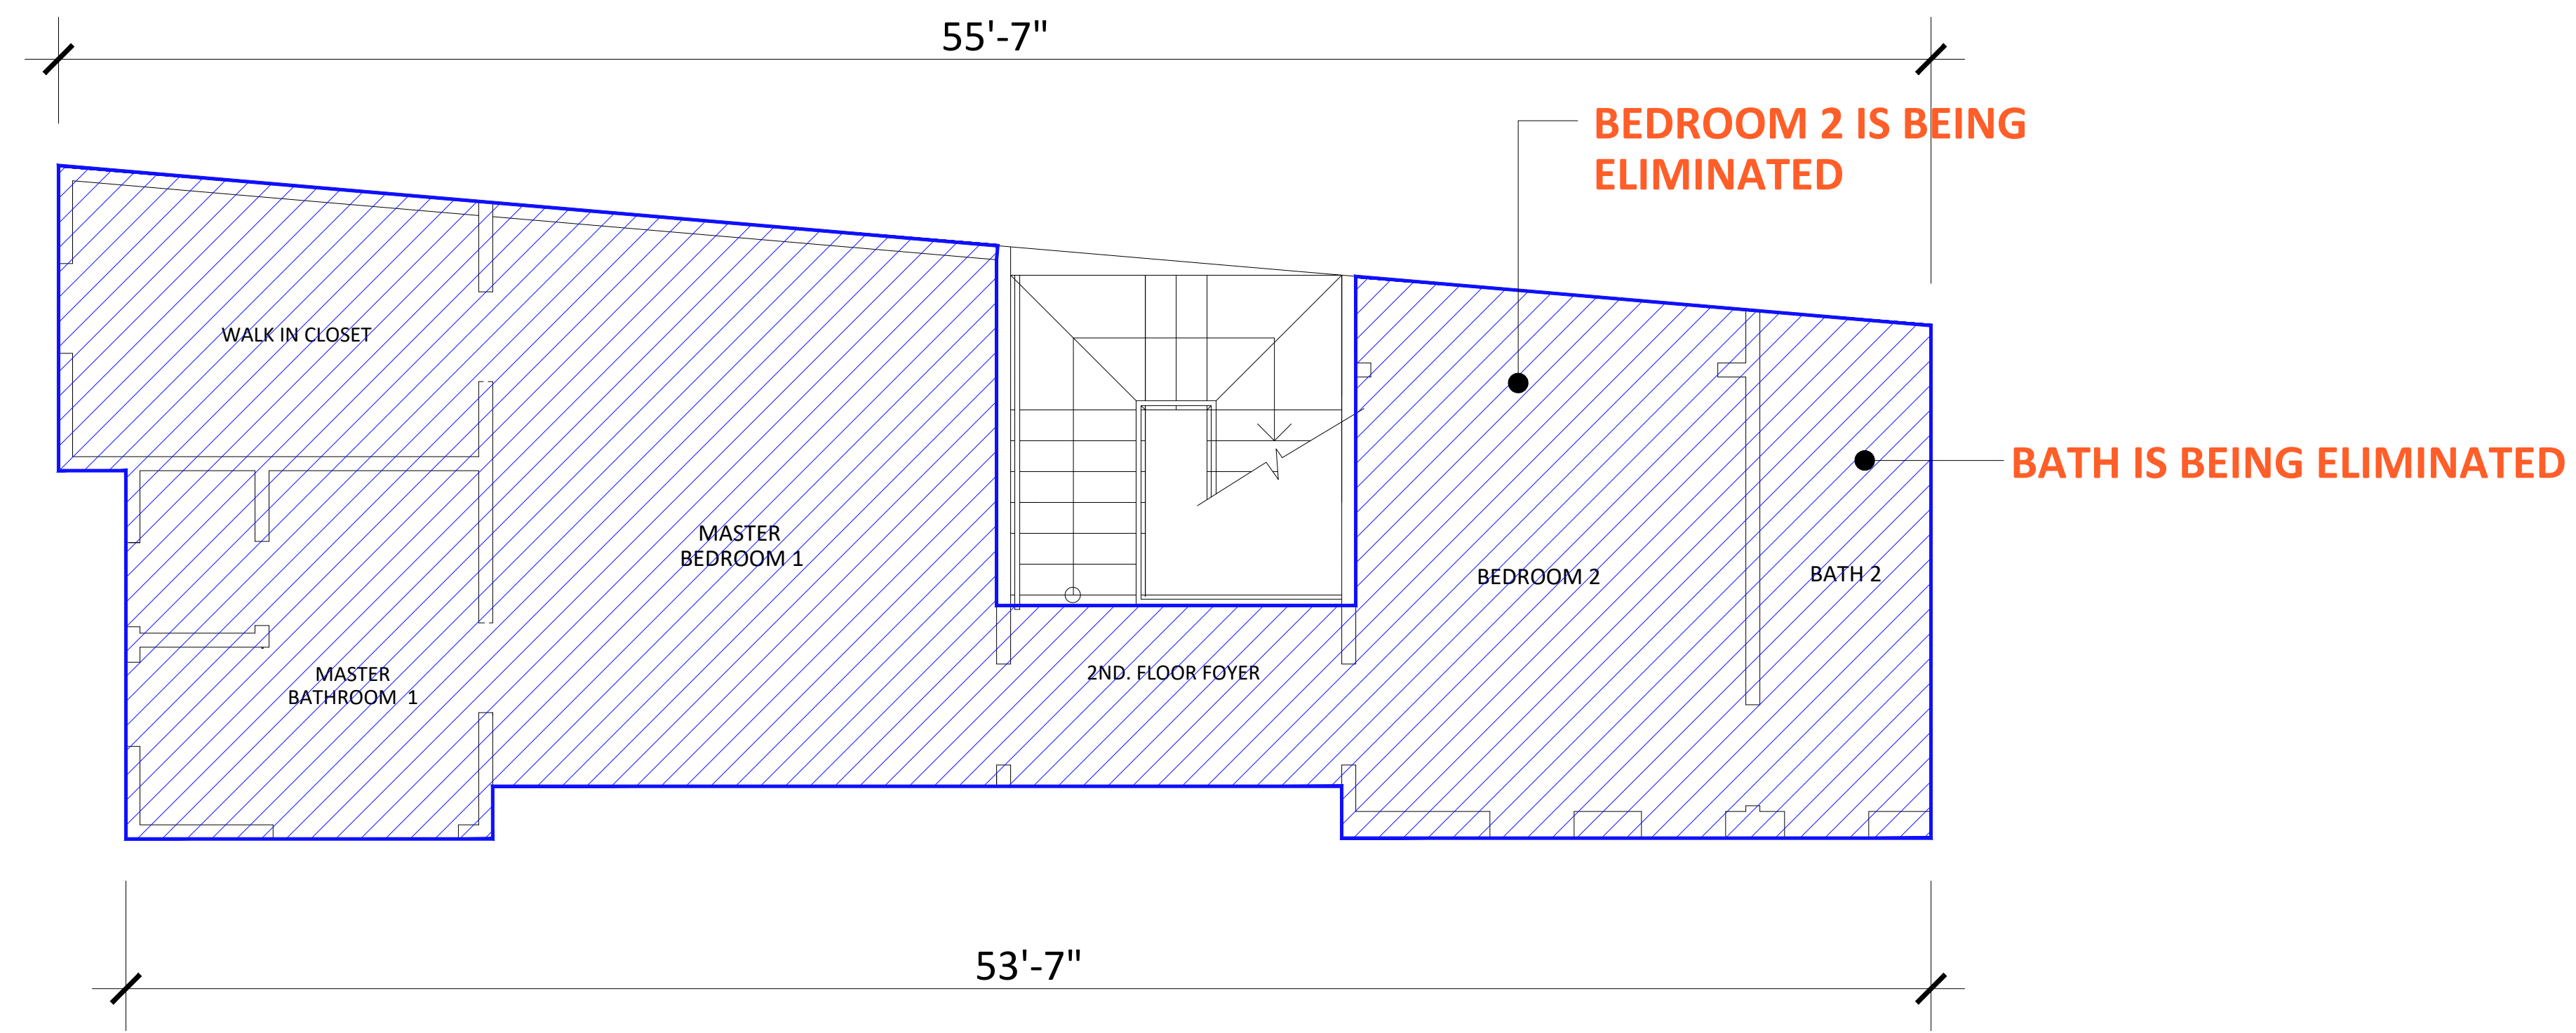 55'-7"
BEDROOM 2 IS BEING
ELIMINATED
WALK IN CLOSET
BATH IS BEING ELIMINATED
MASTER
BEDROOM 1
BEDROOM 2
BATH 2
MASTER
BATHROOM 1
2ND. FLOOR FOYER
53'-7"